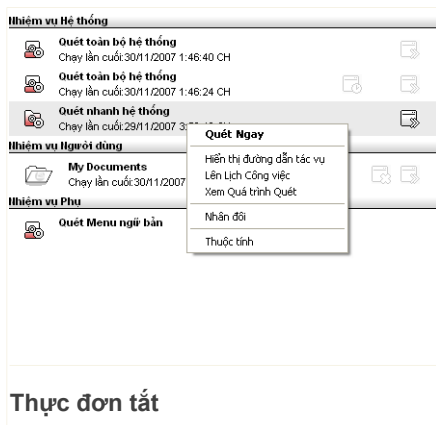 Nhiệm vụ Hệ thống
Quét toàn bộ hệ thống
Chạy lần cuối:30/11/2007 1:46:40 CH
Quét toàn bộ hệ thống
Chạy lần cuối:30/11/2007 1:46:24 CH
Quét nhanh hệ thống
Chạy lần cuối:29/11/2007
Quét Ngay
Hiển thị đường dẫn tác vụ
Lên Lịch Công việc
Xem Quá trình Quét
Nhân đôi
Thuộc tính
Nhiệm vụ Người dùng
My Documents
Chạy lần cuối:30/11/2007
Nhiệm vụ Phụ
Quét Menu ngữ bản
Thực đơn tắt